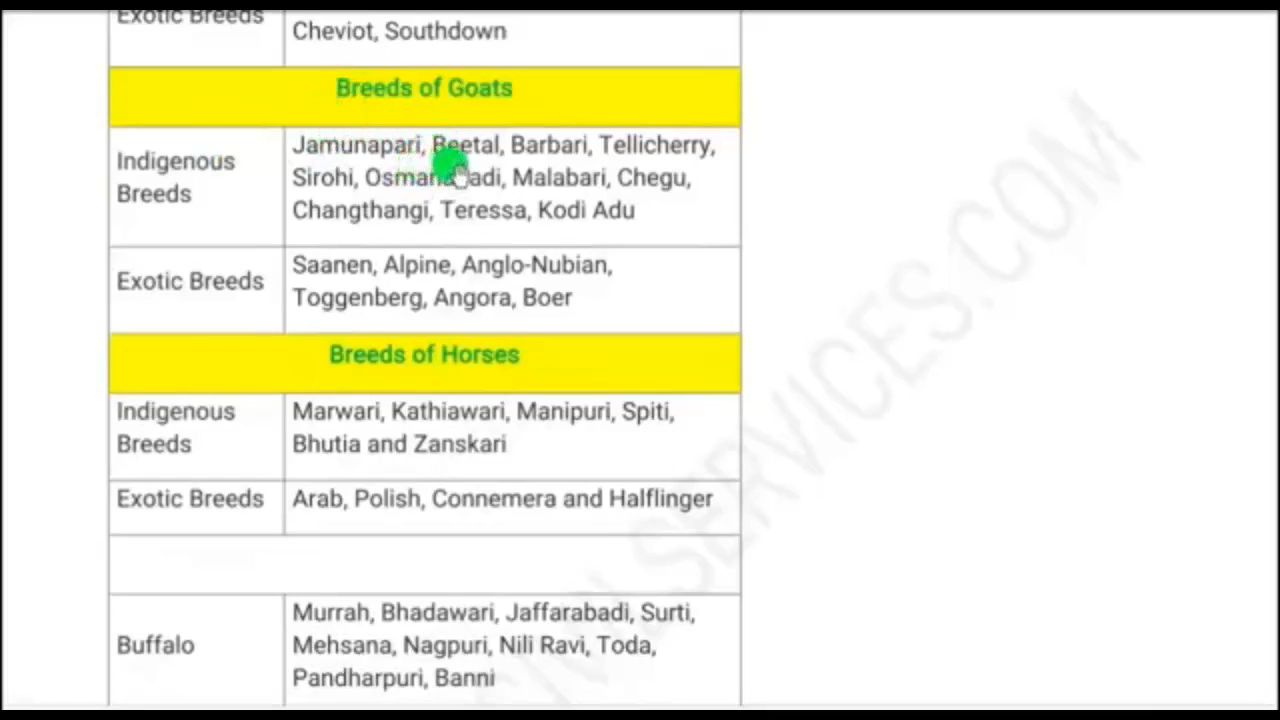 Exotic Breeds
Cheviot, Southdown
Breeds of Goats
Indigenous
Breeds
Jamunapari, Beetal, Barbari, Tellicherry,
Sirohi, Malabari, Chegu,
Changthangi, Teressa, Kodi Adu
Exotic Breeds
Saanen, Alpine, Anglo-Nubian,
Toggenberg, Angora, Boer
Breeds of Horses
Indigenous
Breeds
Marwari, Kathiawari, Manipuri, Spiti,
Bhutia and Zanskari
Exotic Breeds
Arab, Polish, Connemera and Halflinger
Buffalo
Murrah, Bhadawari, Jaffarabadi, Surti,
Mehsana, Nagpuri, Nili Ravi, Toda,
Pandharpuri, Banni
SERVICES.COM